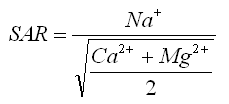 SAR = Na⁺ / √((Ca²⁺ + Mg²⁺) / 2)